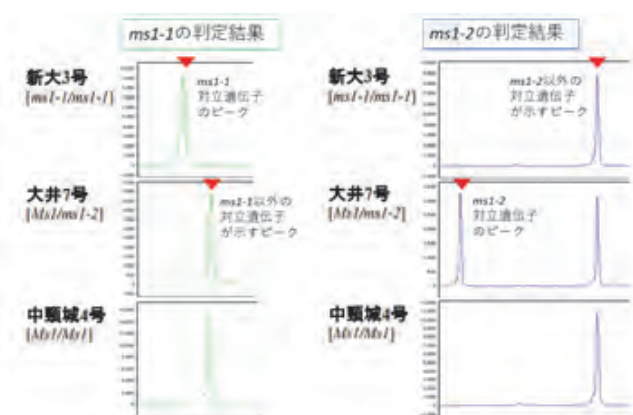 ms1-1の判定結果
ms1-2の判定結果
新大3号
[ms1-1/ms1-1]
ms1-1
対立遺伝子
のピーク
新大3号
[ms1-1/ms1-1]
ms1-2以外の
対立遺伝子
が示すピーク
大井7号
[Ms1/ms1-2]
ms1-1以外の
対立遺伝子
が示すピーク
大井7号
[Ms1/ms1-2]
ms1-2
対立遺伝子
のピーク
中頸城4号
[Ms1/Ms1]
中頸城4号
[Ms1/Ms1]